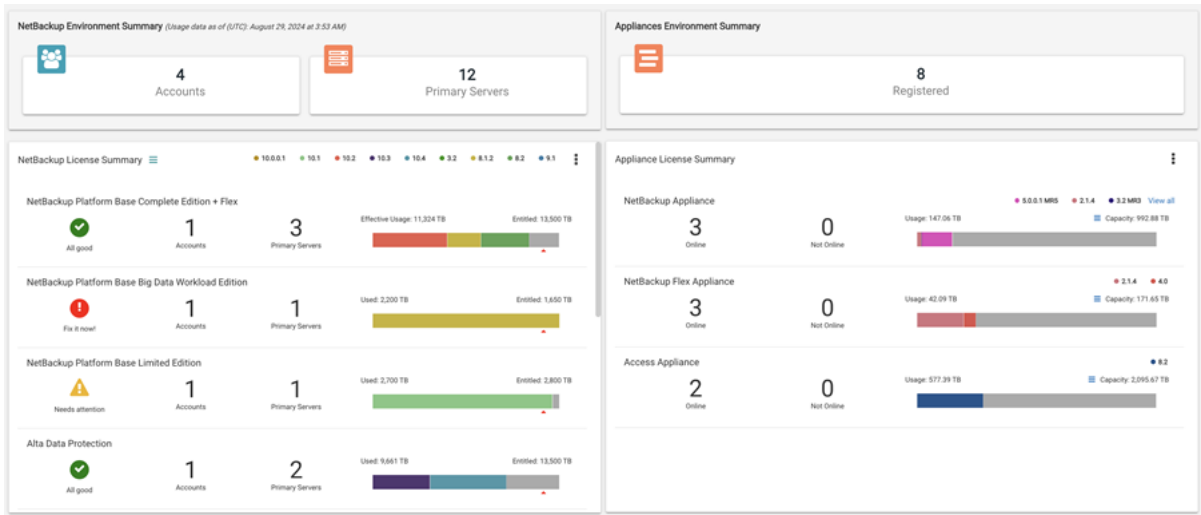 NetBackup Environment Summary (Usage data as of (UTC): August 29, 2024 at 3:53 AM)
4
Accounts
12
Primary Servers
Appliances Environment Summary
8
Registered
NetBackup License Summary
10.0.0.1 10.1 10.2 10.3 10.4 3.2 8.1.2 8.2 9.1
NetBackup Platform Base Complete Edition + Flex
All good
1
Accounts
3
Primary Servers
Effective Usage: 11,324 TB Entitled: 13,500 TB
NetBackup Platform Base Big Data Workload Edition
Fix it now!
1
Accounts
1
Primary Servers
Used: 2,200 TB Entitled: 1,650 TB
NetBackup Platform Base Limited Edition
Needs attention
1
Accounts
1
Primary Servers
Used: 2,700 TB Entitled: 2,800 TB
Alta Data Protection
All good
1
Accounts
2
Primary Servers
Used: 9,661 TB Entitled: 13,500 TB
Appliance License Summary
NetBackup Appliance
5.0.0.1 MR5 2.1.4 3.2 MR3 View all
3
Online
0
Not Online
Usage: 147.06 TB Capacity: 992.88 TB
NetBackup Flex Appliance
2.1.4 4.0
3
Online
0
Not Online
Usage: 42.09 TB Capacity: 171.65 TB
Access Appliance
8.2
2
Online
0
Not Online
Usage: 577.39 TB Capacity: 2,095.67 TB